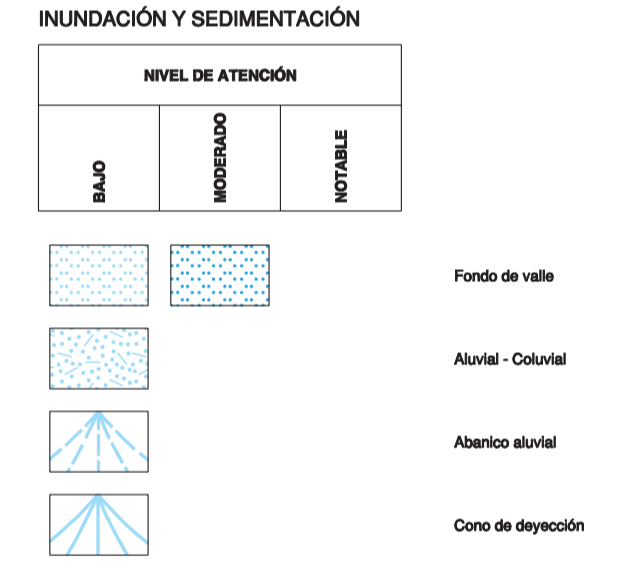 INUNDACIÓN Y SEDIMENTACIÓN
NIVEL DE ATENCIÓN
BAJO
MODERADO
NOTABLE
Fondo de valle
Aluvial - Coluvial
Abanico aluvial
Cono de deyección